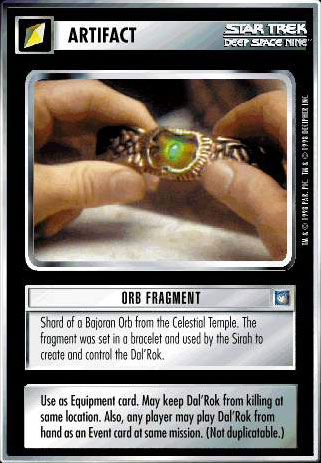 ARTIFACT
STAR TREK
DEEP SPACE NINE
TM & © 1998 PAR. PIC. TM & © 1998 DECIPHER INC.
ORB FRAGMENT
Shard of a Bajoran Orb from the Celestial Temple. The
fragment was set in a bracelet and used by the Sirah to
create and control the Dal'Rok.
Use as Equipment card. May keep Dal'Rok from killing at
same location. Also, any player may play Dal'Rok from
hand as an Event card at same mission. (Not duplicatable.)